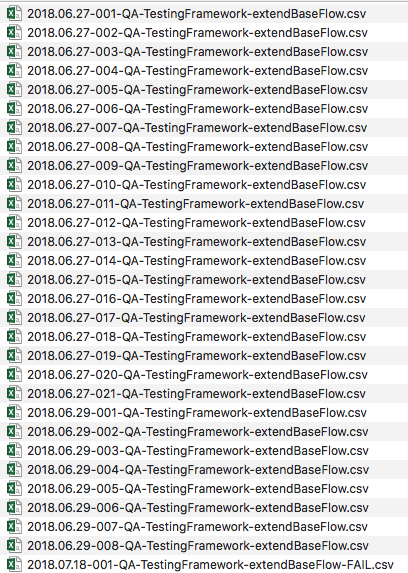 2018.06.27-001-QA-TestingFramework-extendBaseFlow.csv
2018.06.27-002-QA-TestingFramework-extendBaseFlow.csv
2018.06.27-003-QA-TestingFramework-extendBaseFlow.csv
2018.06.27-004-QA-TestingFramework-extendBaseFlow.csv
2018.06.27-005-QA-TestingFramework-extendBaseFlow.csv
2018.06.27-006-QA-TestingFramework-extendBaseFlow.csv
2018.06.27-007-QA-TestingFramework-extendBaseFlow.csv
2018.06.27-008-QA-TestingFramework-extendBaseFlow.csv
2018.06.27-009-QA-TestingFramework-extendBaseFlow.csv
2018.06.27-010-QA-TestingFramework-extendBaseFlow.csv
2018.06.27-011-QA-TestingFramework-extendBaseFlow.csv
2018.06.27-012-QA-TestingFramework-extendBaseFlow.csv
2018.06.27-013-QA-TestingFramework-extendBaseFlow.csv
2018.06.27-014-QA-TestingFramework-extendBaseFlow.csv
2018.06.27-015-QA-TestingFramework-extendBaseFlow.csv
2018.06.27-016-QA-TestingFramework-extendBaseFlow.csv
2018.06.27-017-QA-TestingFramework-extendBaseFlow.csv
2018.06.27-018-QA-TestingFramework-extendBaseFlow.csv
2018.06.27-019-QA-TestingFramework-extendBaseFlow.csv
2018.06.27-020-QA-TestingFramework-extendBaseFlow.csv
2018.06.27-021-QA-TestingFramework-extendBaseFlow.csv
2018.06.29-001-QA-TestingFramework-extendBaseFlow.csv
2018.06.29-002-QA-TestingFramework-extendBaseFlow.csv
2018.06.29-003-QA-TestingFramework-extendBaseFlow.csv
2018.06.29-004-QA-TestingFramework-extendBaseFlow.csv
2018.06.29-005-QA-TestingFramework-extendBaseFlow.csv
2018.06.29-006-QA-TestingFramework-extendBaseFlow.csv
2018.06.29-007-QA-TestingFramework-extendBaseFlow.csv
2018.06.29-008-QA-TestingFramework-extendBaseFlow.csv
2018.07.18-001-QA-TestingFramework-extendBaseFlow-FAIL.csv